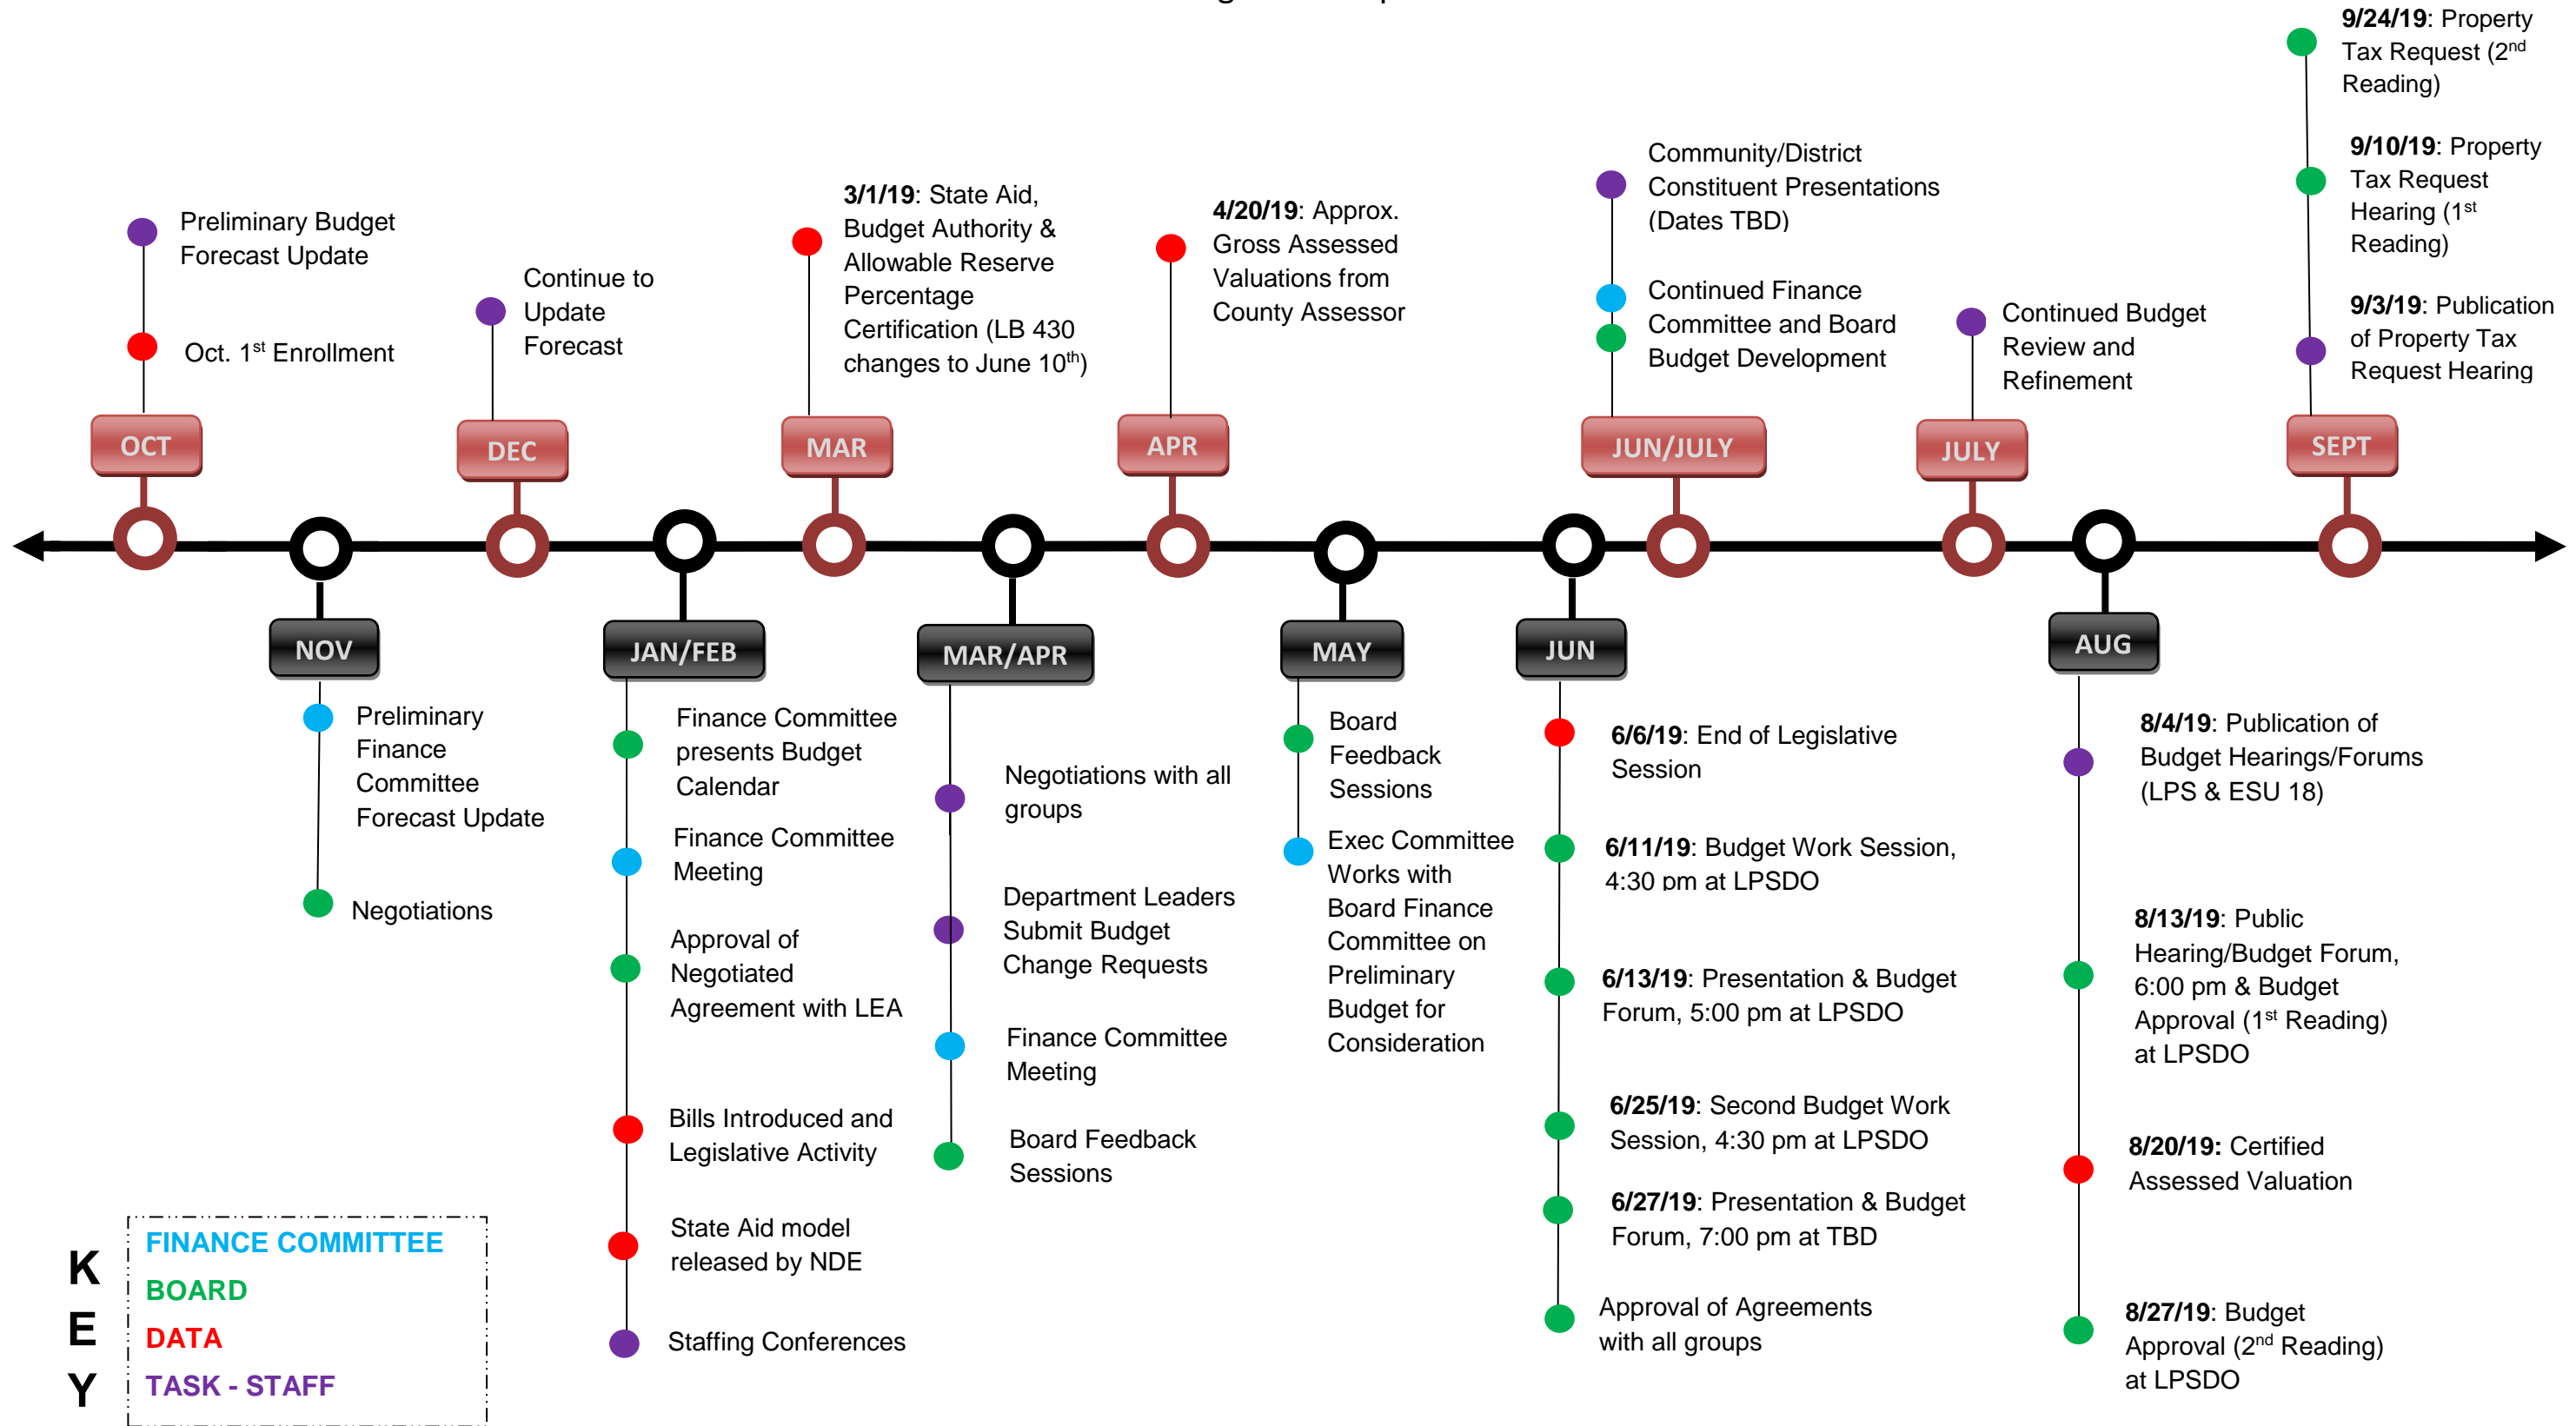 9/24/19: Property
Tax Request (2nd
Reading)
9/10/19: Property
Tax Request
Hearing (1st
Reading)
9/3/19: Publication
of Property Tax
Request Hearing
Preliminary Budget
Forecast Update
Oct. 1st Enrollment
Continue to
Update
Forecast
3/1/19: State Aid,
Budget Authority &
Allowable Reserve
Percentage
Certification (LB 430
changes to June 10th)
4/20/19: Approx.
Gross Assessed
Valuations from
County Assessor
Community/District
Constituent Presentations
(Dates TBD)
Continued Finance
Committee and Board
Budget Development
Continued Budget
Review and
Refinement
OCT
DEC
MAR
APR
JUN/JULY
JULY
SEPT
NOV
JAN/FEB
MAR/APR
MAY
JUN
AUG
Preliminary
Finance
Committee
Forecast Update
Negotiations
Finance Committee
presents Budget
Calendar
Finance Committee
Meeting
Approval of
Negotiated
Agreement with LEA
Bills Introduced and
Legislative Activity
State Aid model
released by NDE
Staffing Conferences
Negotiations with all
groups
Department Leaders
Submit Budget
Change Requests
Finance Committee
Meeting
Board Feedback
Sessions
Board
Feedback
Sessions
Exec Committee
Works with
Board Finance
Committee on
Preliminary
Budget for
Consideration
6/6/19: End of Legislative
Session
6/11/19: Budget Work Session,
4:30 pm at LPSDO
6/13/19: Presentation & Budget
Forum, 5:00 pm at LPSDO
6/25/19: Second Budget Work
Session, 4:30 pm at LPSDO
6/27/19: Presentation & Budget
Forum, 7:00 pm at TBD
Approval of Agreements
with all groups
8/4/19: Publication of
Budget Hearings/Forums
(LPS & ESU 18)
8/13/19: Public
Hearing/Budget Forum,
6:00 pm & Budget
Approval (1st Reading)
at LPSDO
8/20/19: Certified
Assessed Valuation
8/27/19: Budget
Approval (2nd Reading)
at LPSDO
KEY
FINANCE COMMITTEE
BOARD
DATA
TASK - STAFF